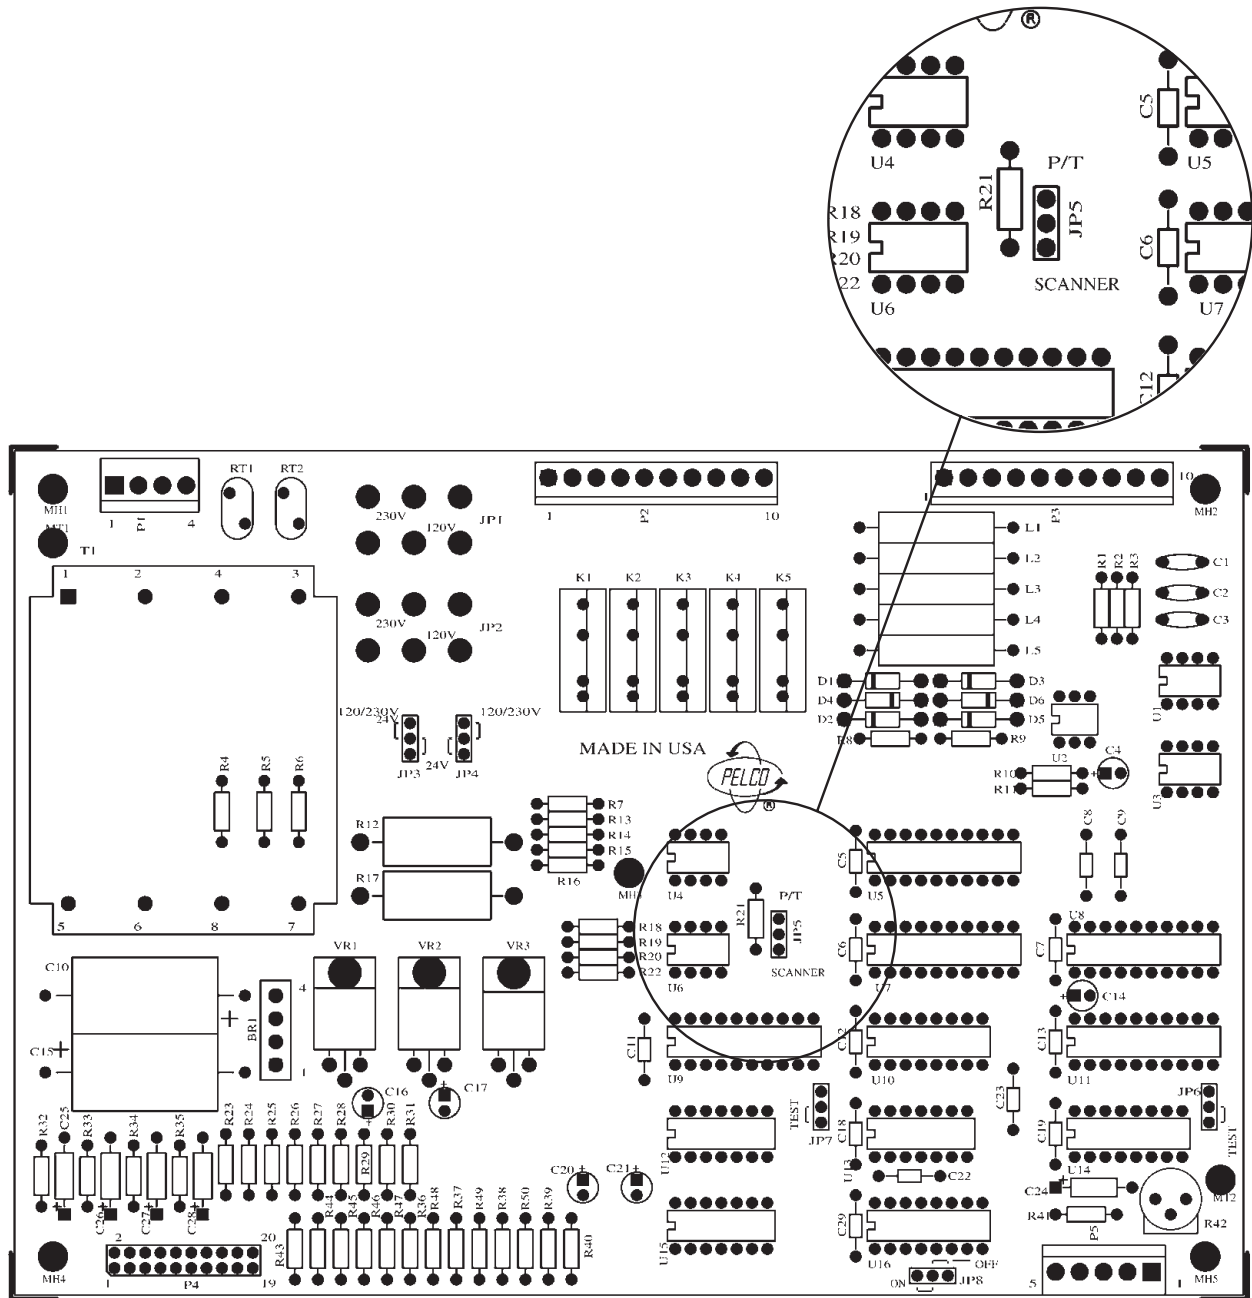 ®
C5
U4
U5
P/T
R21
JP5
R18
R19
R20
22
C6
SCANNER
U6
U7
C12
MH1
MT1
T1
1
P1
4
RT1
RT2
230V
120V
JP1
230V
120V
JP2
1
P2
10
1
P3
10
MH2
1
2
4
3
K1
K2
K3
K4
K5
L1
L2
L3
L4
L5
R1
R2
R3
C1
C2
C3
D1
D3
D4
D6
D2
D5
R8
R9
U1
U2
C4
R10
R11
U3
120/230V
24V
JP3
24V
120/230V
JP4
MADE IN USA
PELCO
®
R4
R5
R6
R7
R13
R14
R15
R16
R12
R17
C5
C8
C9
U4
U5
5
6
8
7
P/T
R21
JP5
SCANNER
R18
R19
R20
R22
U6
C6
U7
C7
U8
C14
VR1
VR2
VR3
C10
C15
4
BR1
1
C11
U9
C12
U10
C13
U11
C16
C17
C23
JP6
TEST
TEST
JP7
R32
C25
R33
R34
R35
R23
R24
R25
R26
R27
R28
R29
R30
R31
C26
C27
C28
U12
C18
U13
C19
U14
C20
C21
C22
C24
R41
MT2
R42
R43
R44
R45
R46
R47
R36
R48
R37
R49
R38
R50
R39
R40
U15
C29
U16
ON
OFF
JP8
MH4
2
20
1
P4
19
5
P5
1
MH5